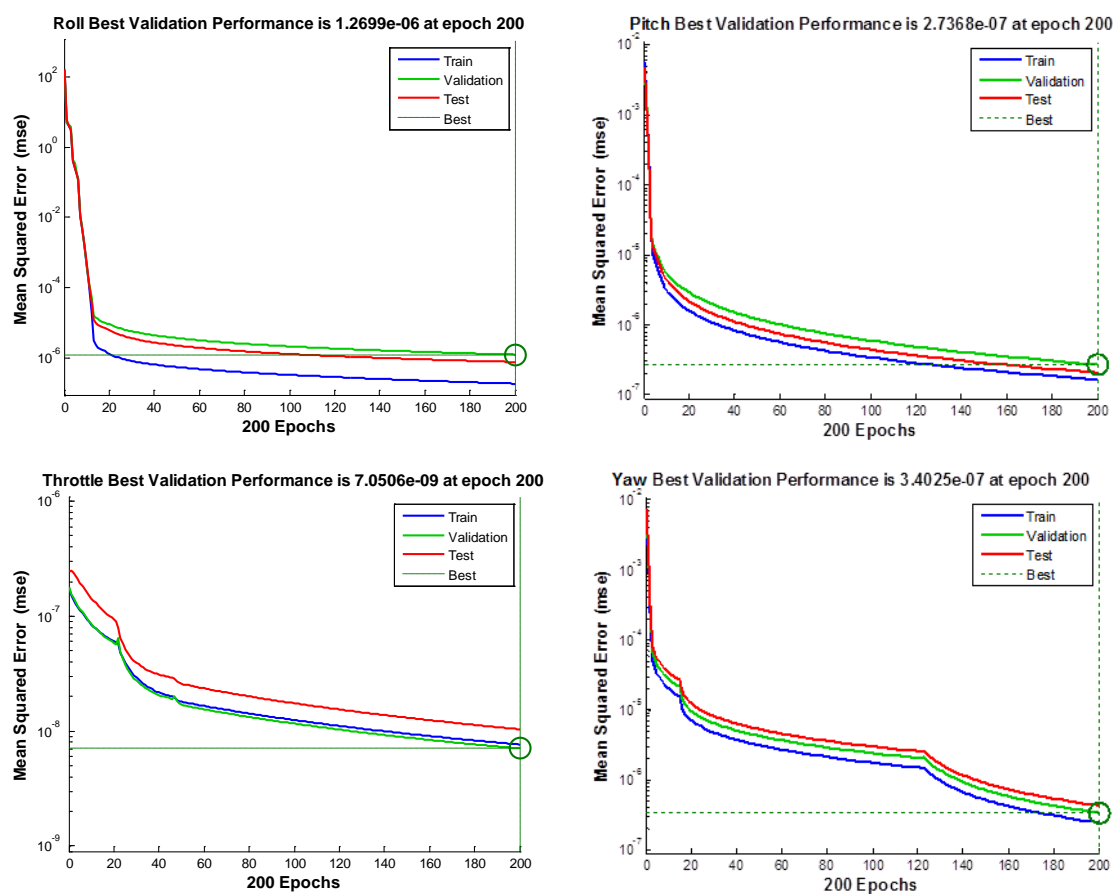 Roll Best Validation Performance is 1.2699e-06 at epoch 200
Mean Squared Error (mse)
10^2
10^0
10^-2
10^-4
10^-6
Train
Validation
Test
Best
0 20 40 60 80 100 120 140 160 180 200
200 Epochs
Pitch Best Validation Performance is 2.7368e-07 at epoch 200
Mean Squared Error (mse)
10^-2
10^-3
10^-4
10^-5
10^-6
10^-7
Train
Validation
Test
Best
0 20 40 60 80 100 120 140 160 180 200
200 Epochs
Throttle Best Validation Performance is 7.0506e-09 at epoch 200
Mean Squared Error (mse)
10^-6
10^-7
10^-8
10^-9
Train
Validation
Test
Best
0 20 40 60 80 100 120 140 160 180 200
200 Epochs
Yaw Best Validation Performance is 3.4025e-07 at epoch 200
Mean Squared Error (mse)
10^-2
10^-3
10^-4
10^-5
10^-6
10^-7
Train
Validation
Test
Best
0 20 40 60 80 100 120 140 160 180 200
200 Epochs